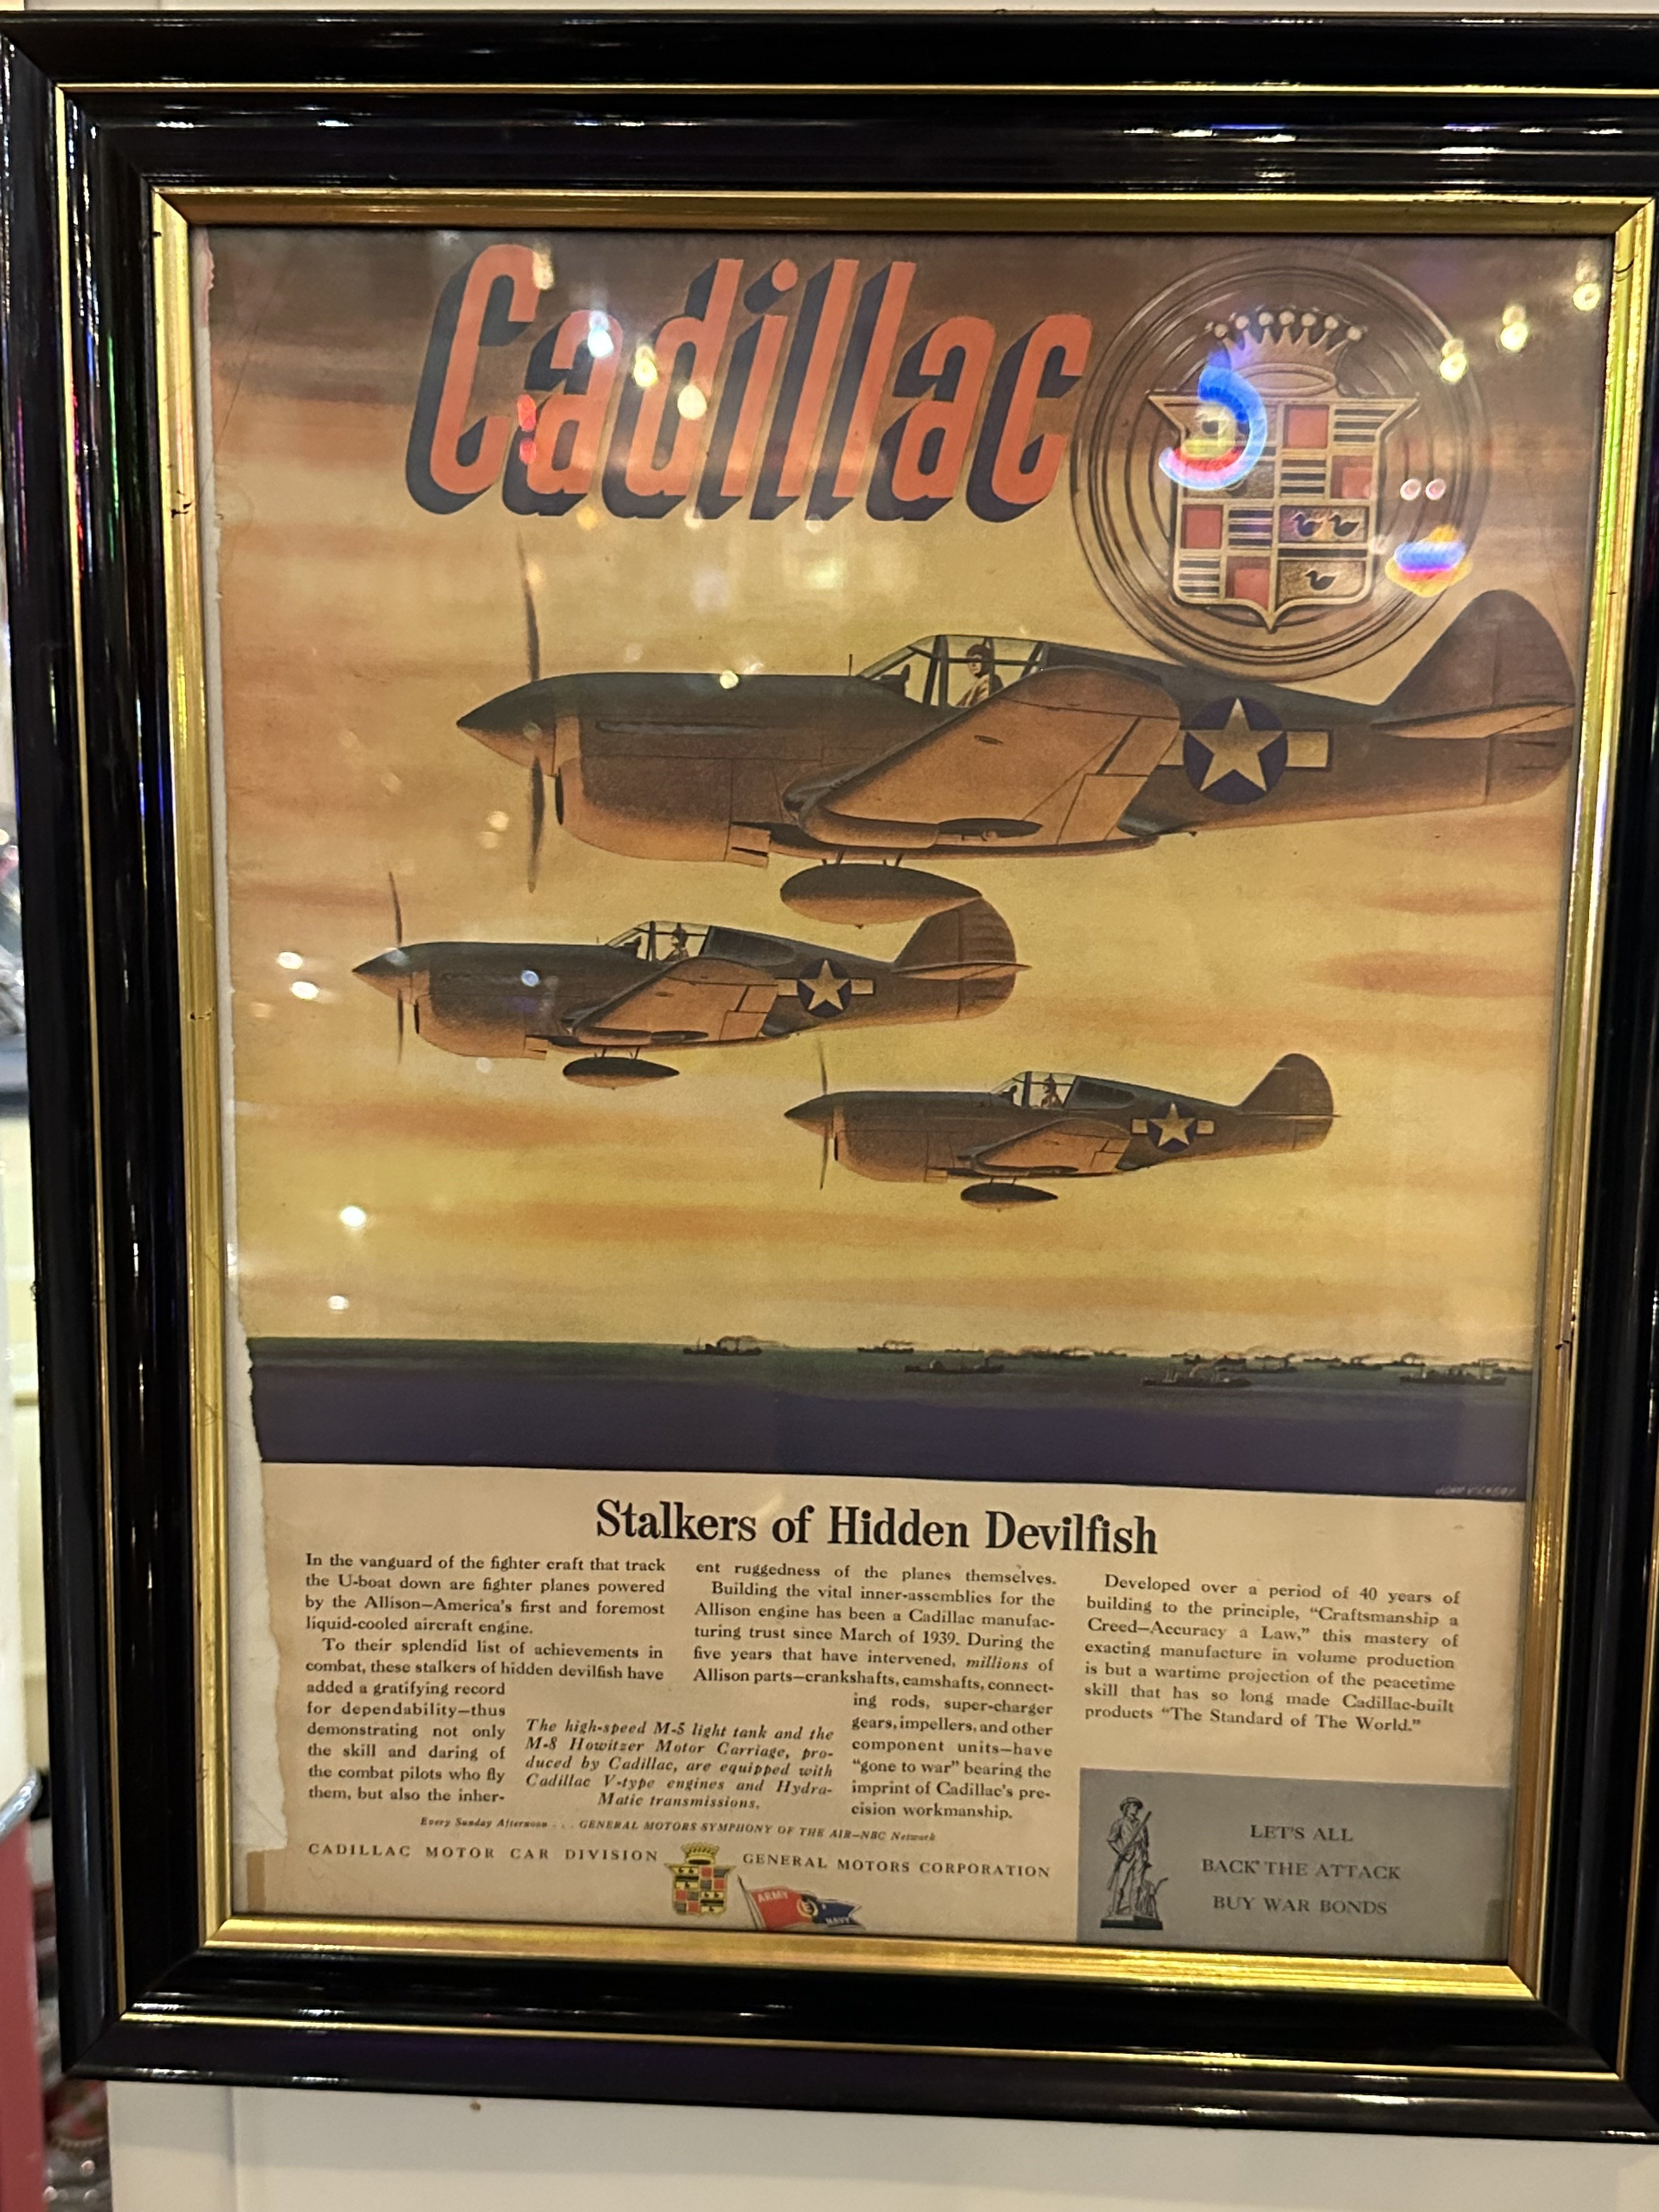 Cadillac
Stalkers of Hidden Devilfish
In the vanguard of the fighter craft that track
the U-boat down are fighter planes powered
by the Allison—America's first and foremost
liquid-cooled aircraft engine.
To their splendid list of achievements in
combat, these stalkers of hidden devilfish have
added a gratifying record
for dependability—thus
demonstrating not only
the skill and daring of
the combat pilots who fly
them, but also the inher-
ent ruggedness of the planes themselves.
Building the vital inner-assemblies for the
Allison engine has been a Cadillac manufac-
turing trust since March of 1939. During the
five years that have intervened, millions of
Allison parts—crankshafts, camshafts, connect-
ing rods, super-charger
gears, impellers, and other
component units—have
"gone to war" bearing the
imprint of Cadillac's pre-
cision workmanship.
Developed over a period of 40 years of
building to the principle, "Craftsmanship a
Creed—Accuracy a Law," this mastery of
exacting manufacture in volume production
is but a wartime projection of the peacetime
skill that has so long made Cadillac-built
products "The Standard of The World."
The high-speed M-5 light tank and the
M-8 Howitzer Motor Carriage, pro-
duced by Cadillac, are equipped with
Cadillac V-type engines and Hydra-
Matic transmissions.
Every Sunday Afternoon . . . GENERAL MOTORS SYMPHONY OF THE AIR—NBC Network
CADILLAC MOTOR CAR DIVISION GENERAL MOTORS CORPORATION
ARMY E NAVY
LET'S ALL
BACK THE ATTACK
BUY WAR BONDS